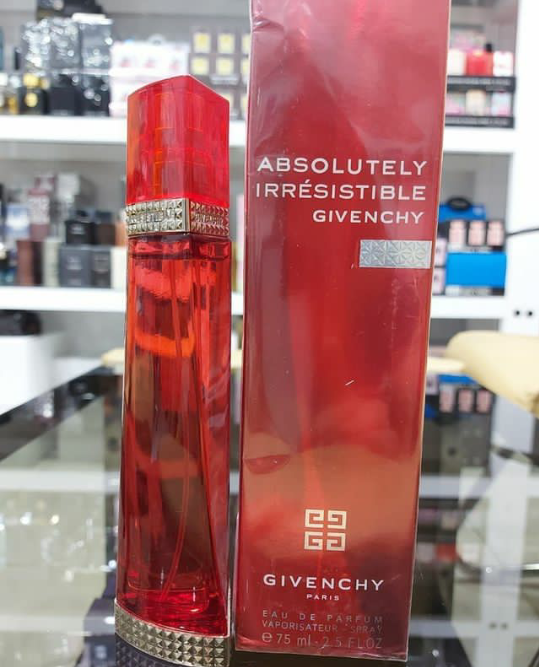 ABSOLUTELY
IRRÉSISTIBLE
GIVENCHY
GIVENCHY
PARIS
EAU DE PARFUM
VAPORISATEUR - SPRAY
℮ 75 ml - 2.5 FL.OZ